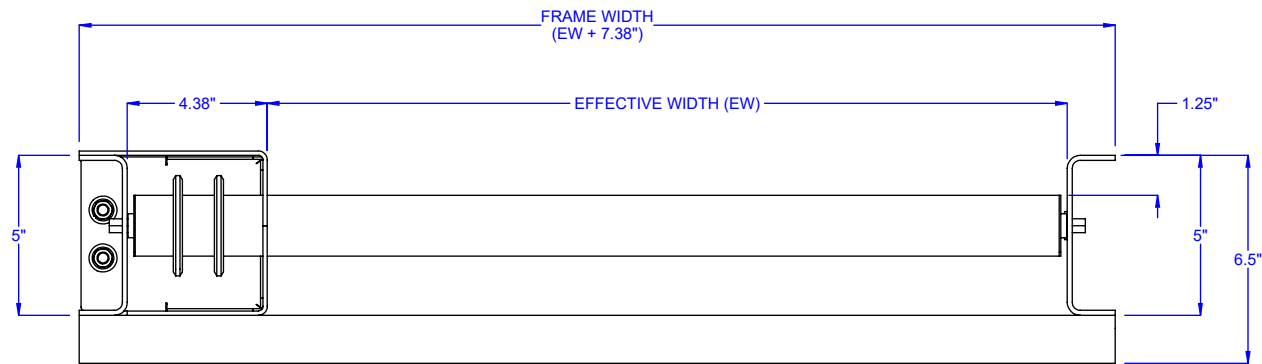 FRAME WIDTH
(EW + 7.38")
4.38"
EFFECTIVE WIDTH (EW)
1.25"
5"
5"
6.5"